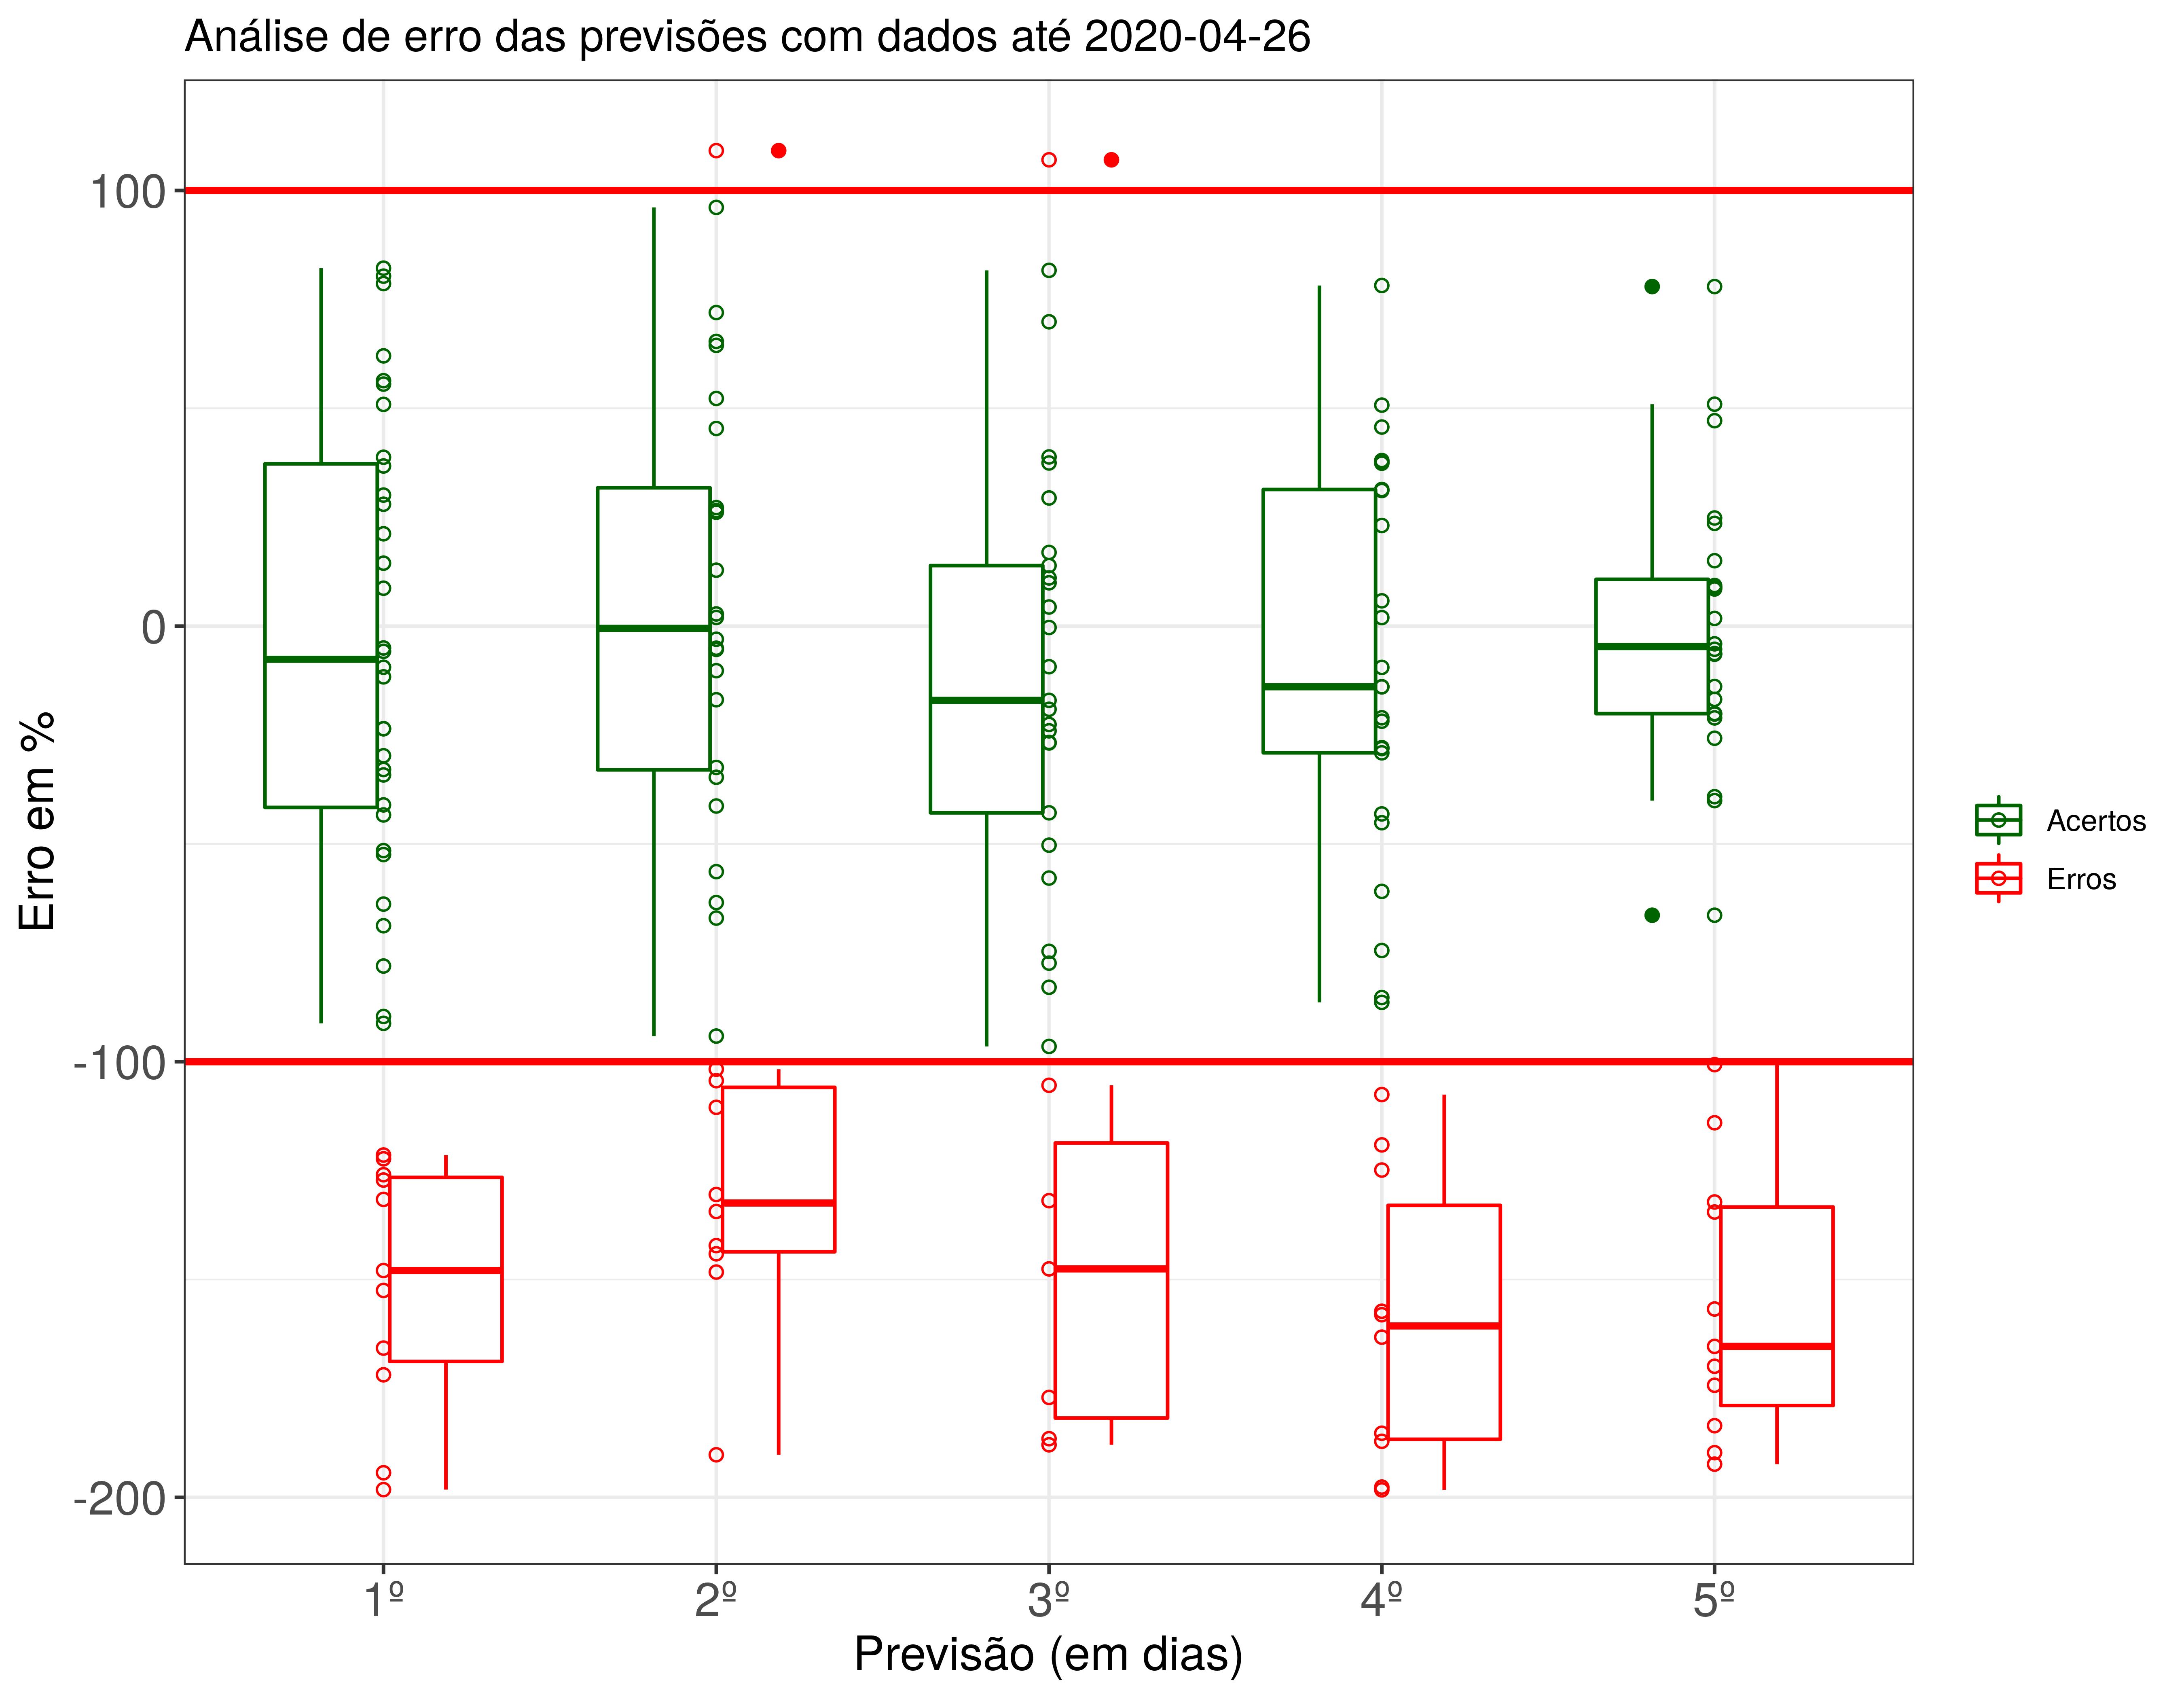 Análise de erro das previsões com dados até 2020-04-26
Erro em %
100
0
-100
-200
1º 2º 3º 4º 5º
Previsão (em dias)
Acertos
Erros